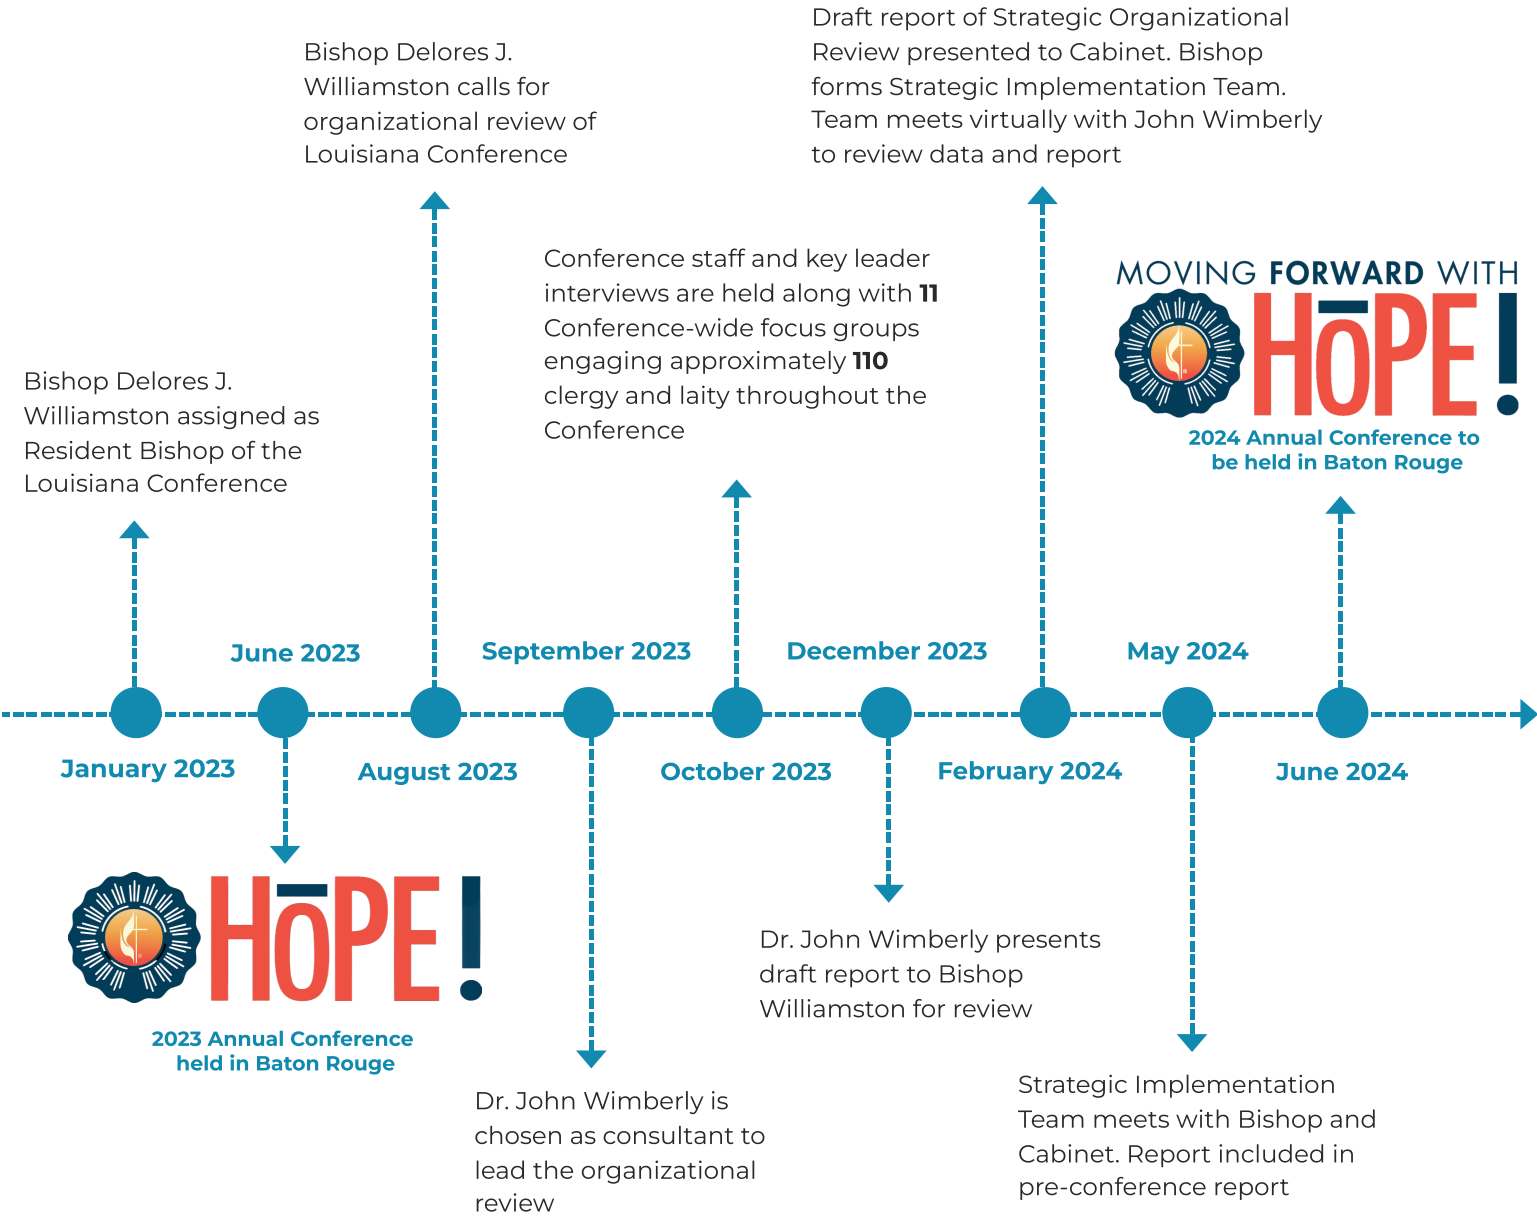 Draft report of Strategic Organizational
Review presented to Cabinet. Bishop
forms Strategic Implementation Team.
Team meets virtually with John Wimberly
to review data and report
Bishop Delores J.
Williamston calls for
organizational review of
Louisiana Conference
Conference staff and key leader
interviews are held along with 11
Conference-wide focus groups
engaging approximately 110
clergy and laity throughout the
Conference
MOVING FORWARD WITH
HōPE!
2024 Annual Conference to
be held in Baton Rouge
Bishop Delores J.
Williamston assigned as
Resident Bishop of the
Louisiana Conference
June 2023
September 2023
December 2023
May 2024
January 2023
August 2023
October 2023
February 2024
June 2024
HōPE!
2023 Annual Conference
held in Baton Rouge
Dr. John Wimberly presents
draft report to Bishop
Williamston for review
Dr. John Wimberly is
chosen as consultant to
lead the organizational
review
Strategic Implementation
Team meets with Bishop and
Cabinet. Report included in
pre-conference report